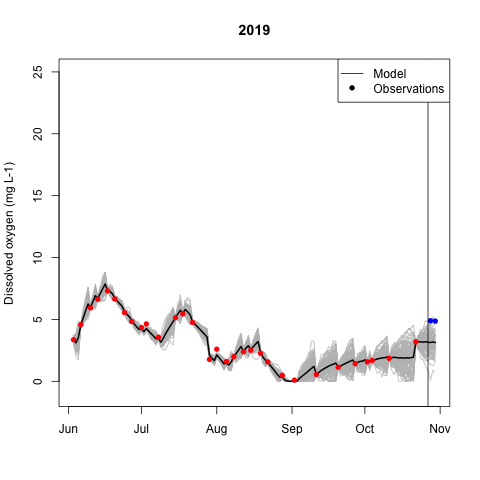 2019
Model
Observations
Dissolved oxygen (mg L-1)
25
20
15
10
5
0
Jun Jul Aug Sep Oct Nov